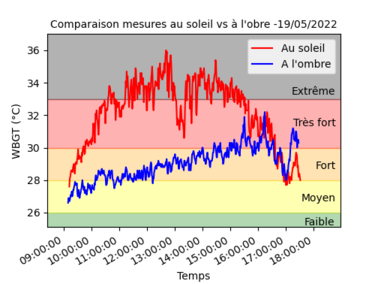 Comparaison mesures au soleil vs à l'obre -19/05/2022
Au soleil
A l'ombre
Extrême
Très fort
Fort
Moyen
Faible
36
34
32
30
28
26
WBGT (°C)
09:00:00
10:00:00
11:00:00
12:00:00
13:00:00
14:00:00
15:00:00
16:00:00
17:00:00
18:00:00
Temps